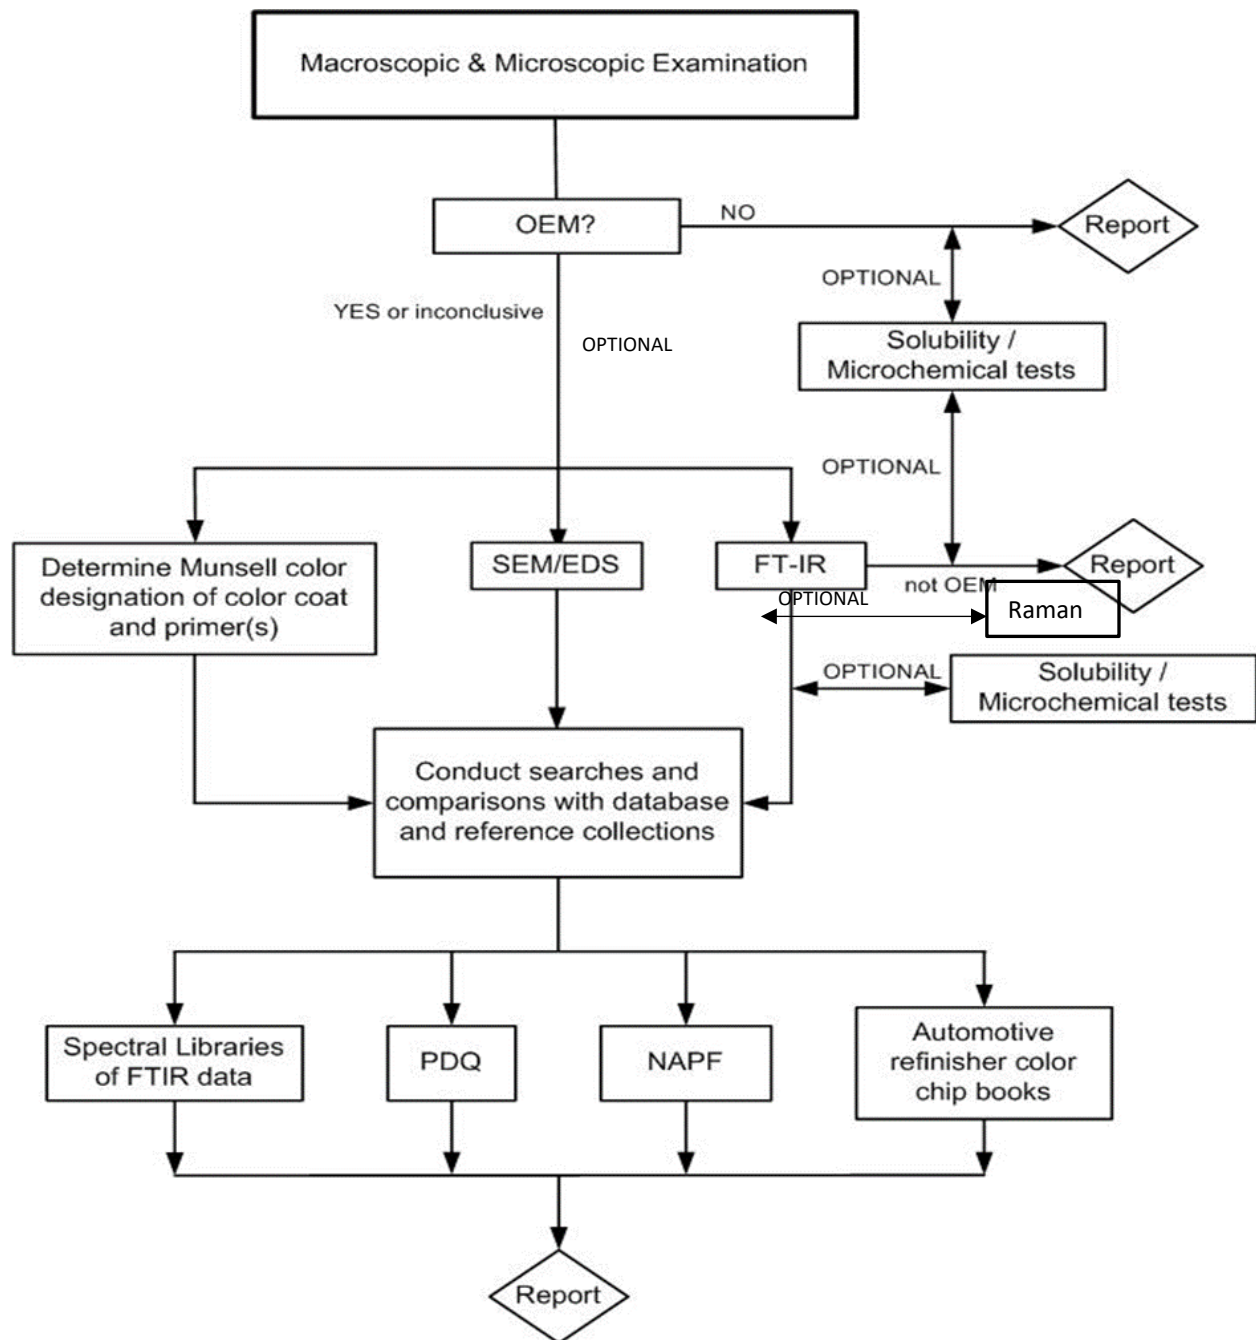 Macroscopic & Microscopic Examination
OEM?
NO
Report
OPTIONAL
YES or inconclusive
OPTIONAL
Solubility /
Microchemical tests
OPTIONAL
Determine Munsell color
designation of color coat
and primer(s)
SEM/EDS
FT-IR
not OEM
Report
OPTIONAL
Raman
OPTIONAL
Solubility /
Microchemical tests
Conduct searches and
comparisons with database
and reference collections
Spectral Libraries
of FTIR data
PDQ
NAPF
Automotive
refinisher color
chip books
Report